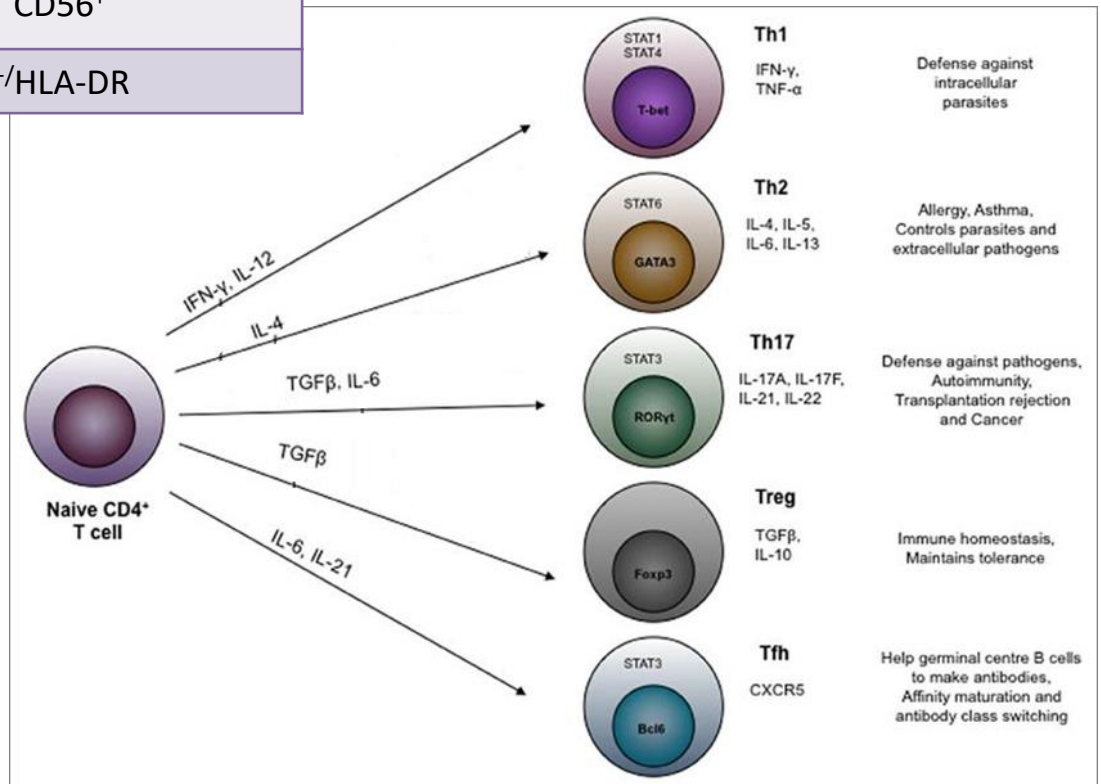 CD56⁺
⁻/HLA-DR
STAT1
STAT4
T-bet
Th1
IFN-γ,
TNF-α
Defense against
intracellular
parasites
IFN-γ, IL-12
STAT6
GATA3
Th2
IL-4, IL-5,
IL-6, IL-13
Allergy, Asthma,
Controls parasites and
extracellular pathogens
IL-4
STAT3
RORγt
Th17
IL-17A, IL-17F,
IL-21, IL-22
Defense against pathogens,
Autoimmunity,
Transplantation rejection
and Cancer
TGFβ, IL-6
Naive CD4⁺
T cell
TGFβ
Foxp3
Treg
TGFβ,
IL-10
Immune homeostasis,
Maintains tolerance
IL-6, IL-21
STAT3
Bcl6
Tfh
CXCR5
Help germinal centre B cells
to make antibodies,
Affinity maturation and
antibody class switching